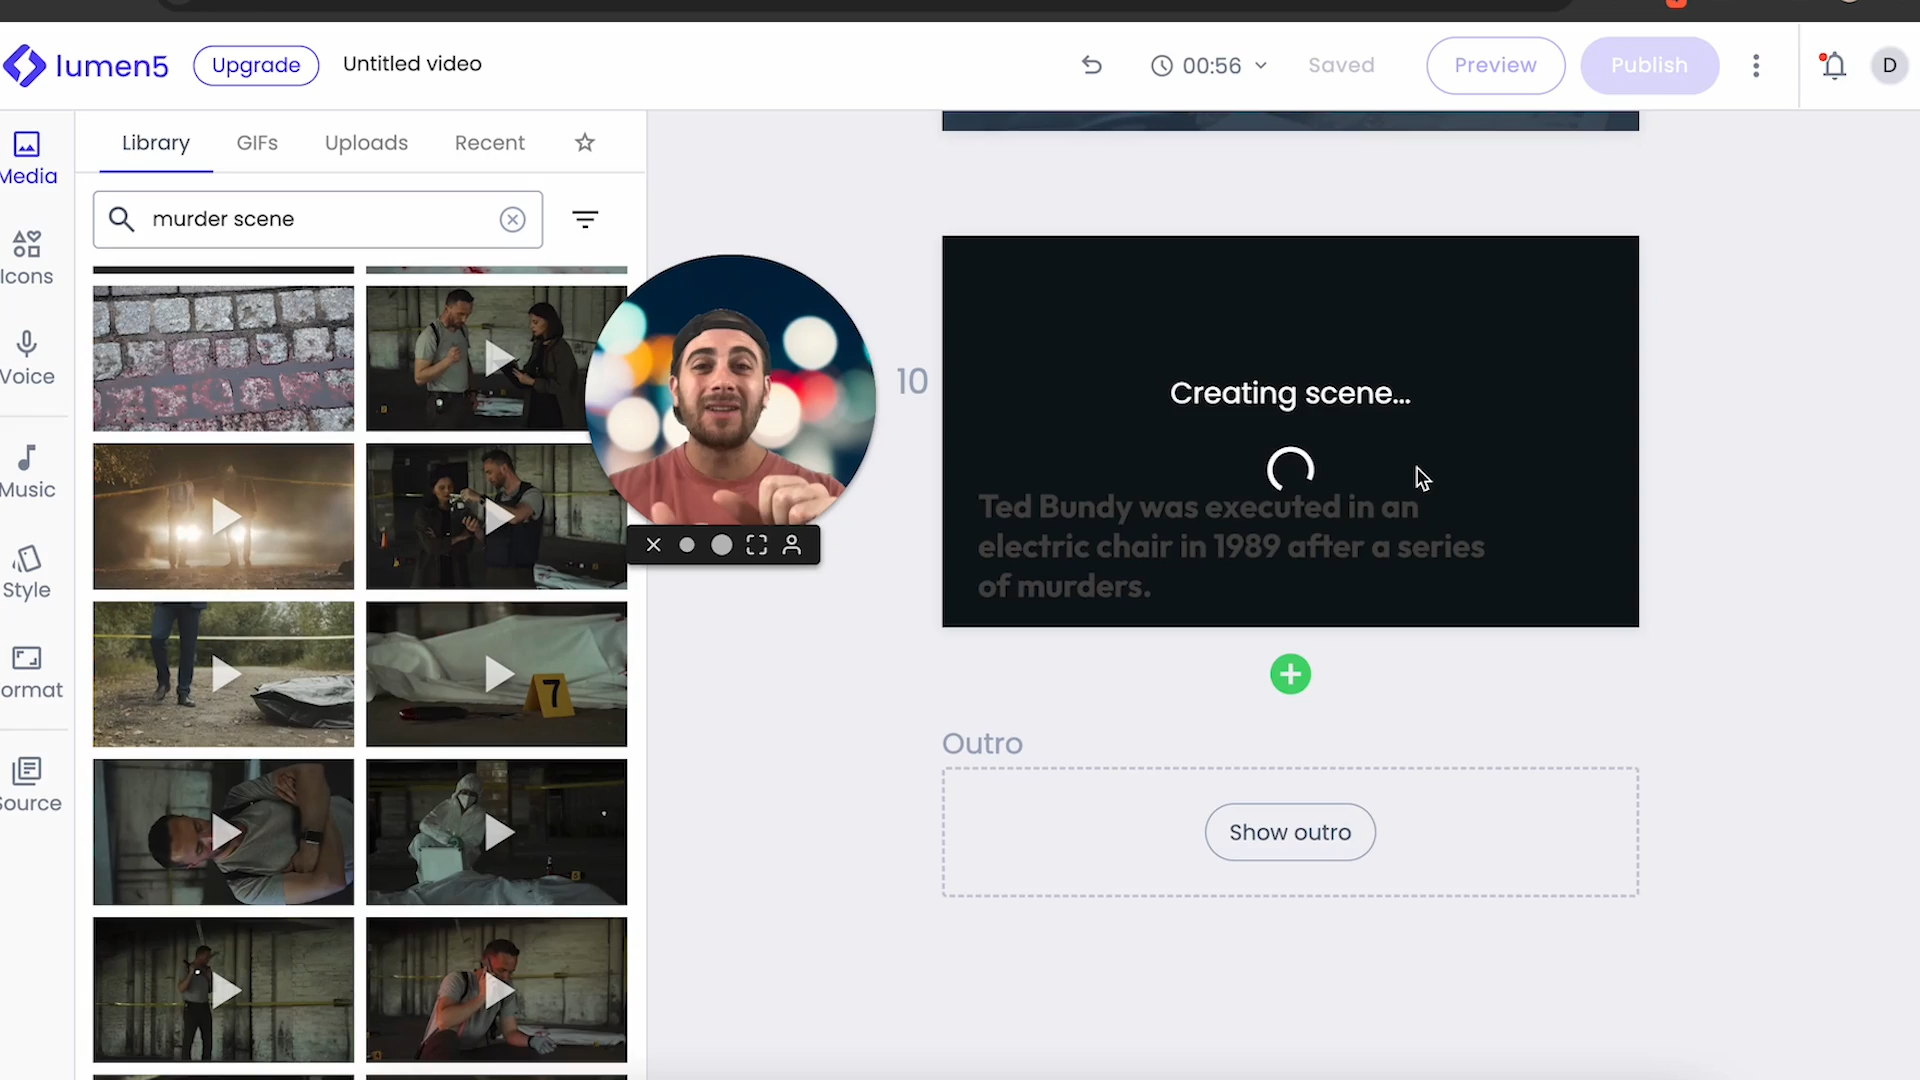 lumen5
Upgrade
Untitled video
00:56
Saved
Preview
Publish
D
Media
Icons
Voice
Music
Style
ormat
Source
Library
GIFs
Uploads
Recent
murder scene
7
10
Creating scene...
Ted Bundy was executed in an
electric chair in 1989 after a series
of murders.
Outro
Show outro